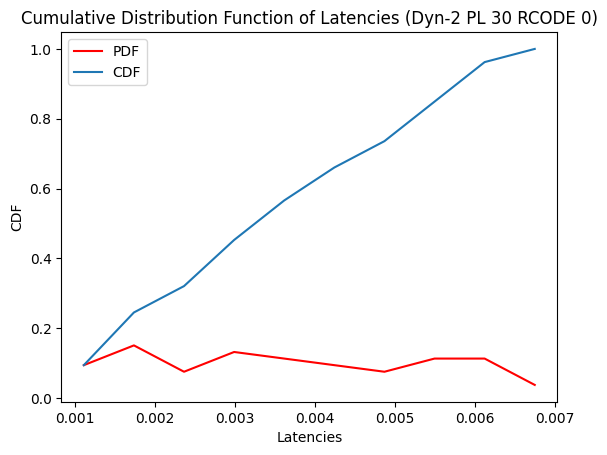 Cumulative Distribution Function of Latencies (Dyn-2 PL 30 RCODE 0)
PDF
CDF
1.0
0.8
0.6
0.4
0.2
0.0
CDF
0.001 0.002 0.003 0.004 0.005 0.006 0.007
Latencies